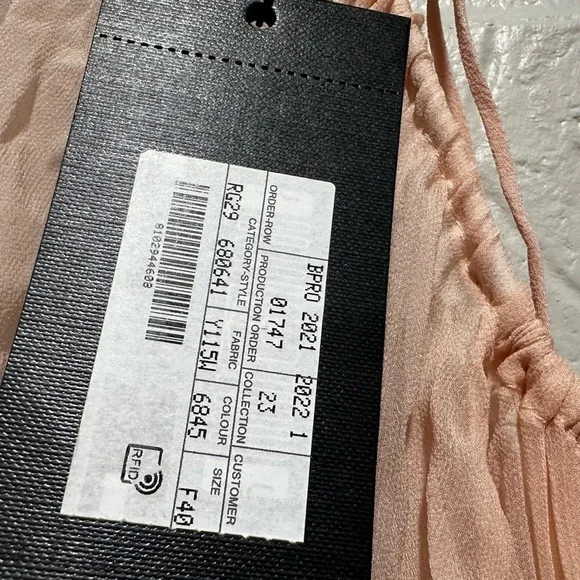 BPRO 2021 2022 1
ORDER-ROW PRODUCTION ORDER COLLECTION CUSTOMER
01747 23
CATEGORY-STYLE FABRIC COLOUR SIZE
RG29 680641 Y115W 6845 F40
8102944608
RFID